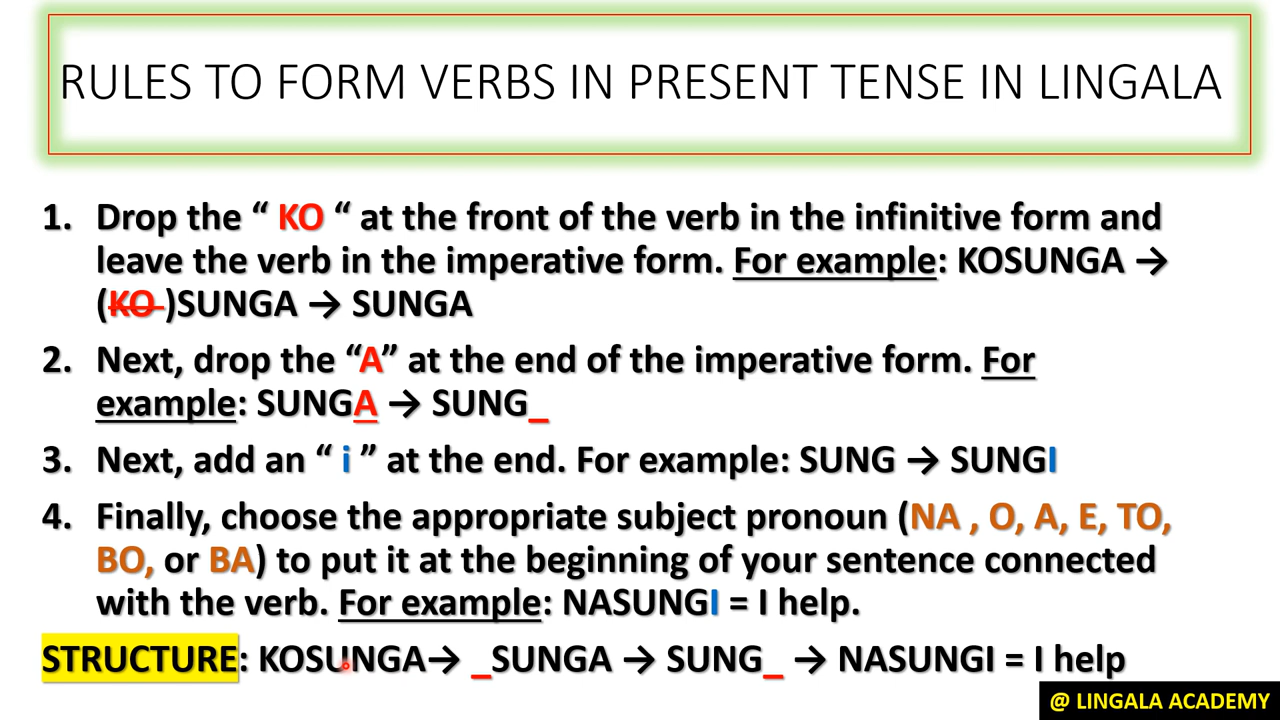 RULES TO FORM VERBS IN PRESENT TENSE IN LINGALA
1. Drop the “ KO “ at the front of the verb in the infinitive form and
leave the verb in the imperative form. For example: KOSUNGA →
(KO )SUNGA → SUNGA
2. Next, drop the “A” at the end of the imperative form. For
example: SUNGA → SUNG_
3. Next, add an “ i ” at the end. For example: SUNG → SUNGI
4. Finally, choose the appropriate subject pronoun (NA , O, A, E, TO,
BO, or BA) to put it at the beginning of your sentence connected
with the verb. For example: NASUNGI = I help.
STRUCTURE: KOSUNGA→ _SUNGA → SUNG_ → NASUNGI = I help
@ LINGALA ACADEMY